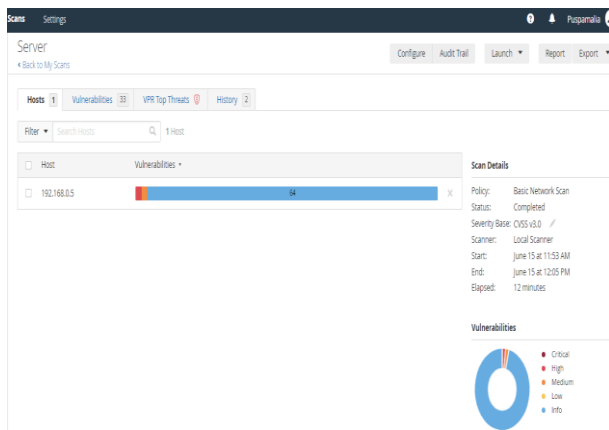 Scans Settings Puspamalia
Server
Configure Audit Trail Launch Report Export
< Back to My Scans
Hosts 1 Vulnerabilities 33 VPR Top Threats History 2
Filter Search Hosts 1 Host
Host Vulnerabilities
192.168.0.5 64
Scan Details
Policy: Basic Network Scan
Status: Completed
Severity Base: CVSS v3.0
Scanner: Local Scanner
Start: June 15 at 11:53 AM
End: June 15 at 12:05 PM
Elapsed: 12 minutes
Vulnerabilities
Critical
High
Medium
Low
Info